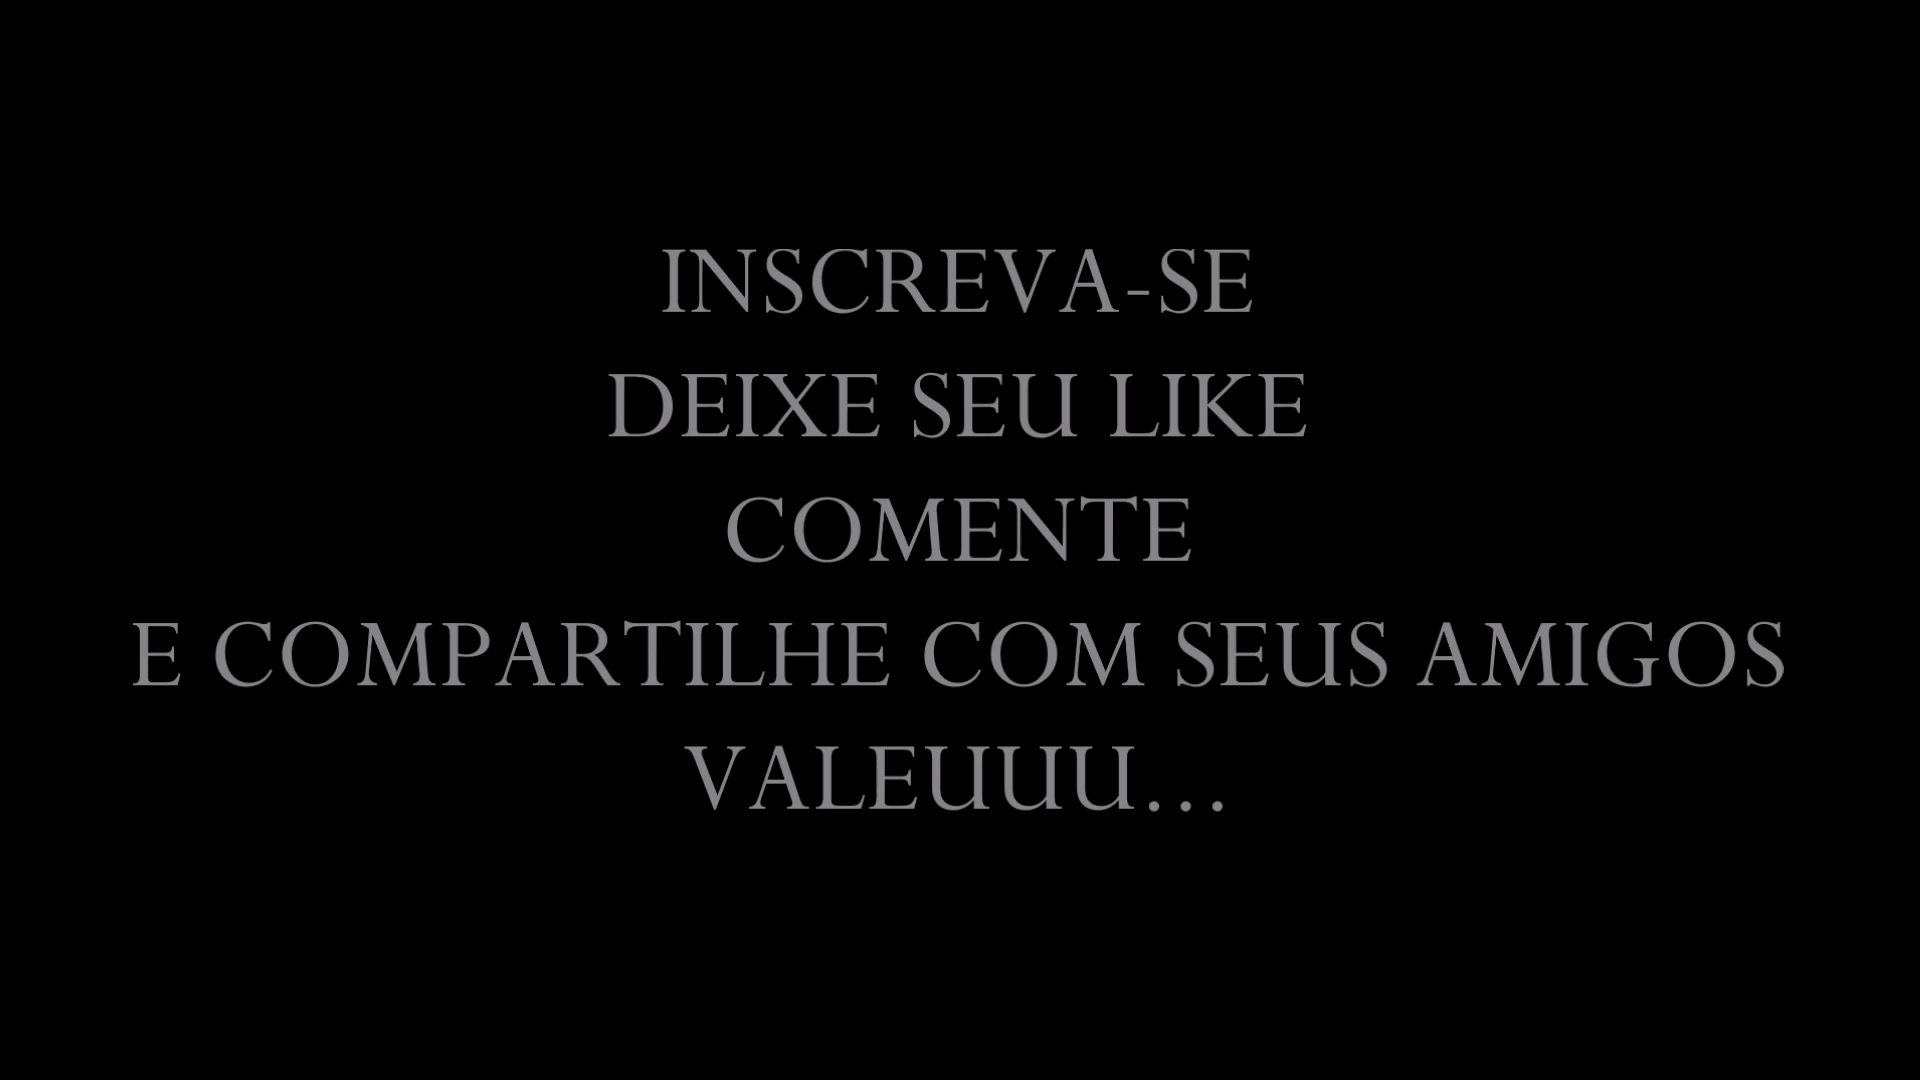 INSCREVA-SE
DEIXE SEU LIKE
COMENTE
E COMPARTILHE COM SEUS AMIGOS
VALEUUU...